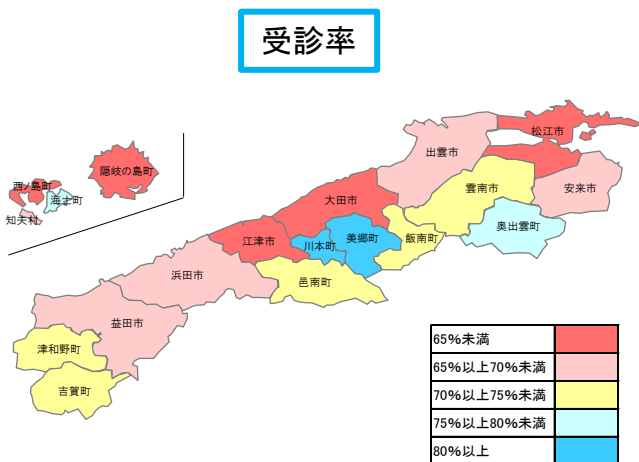 受診率
松江市
出雲市
隠岐の島町
安来市
西ノ島町
雲南市
海士町
大田市
奥出雲町
知夫村
江津市
美郷町
飯南町
川本町
浜田市
邑南町
益田市
津和野町
吉賀町
65%未満
65%以上70%未満
70%以上75%未満
75%以上80%未満
80%以上